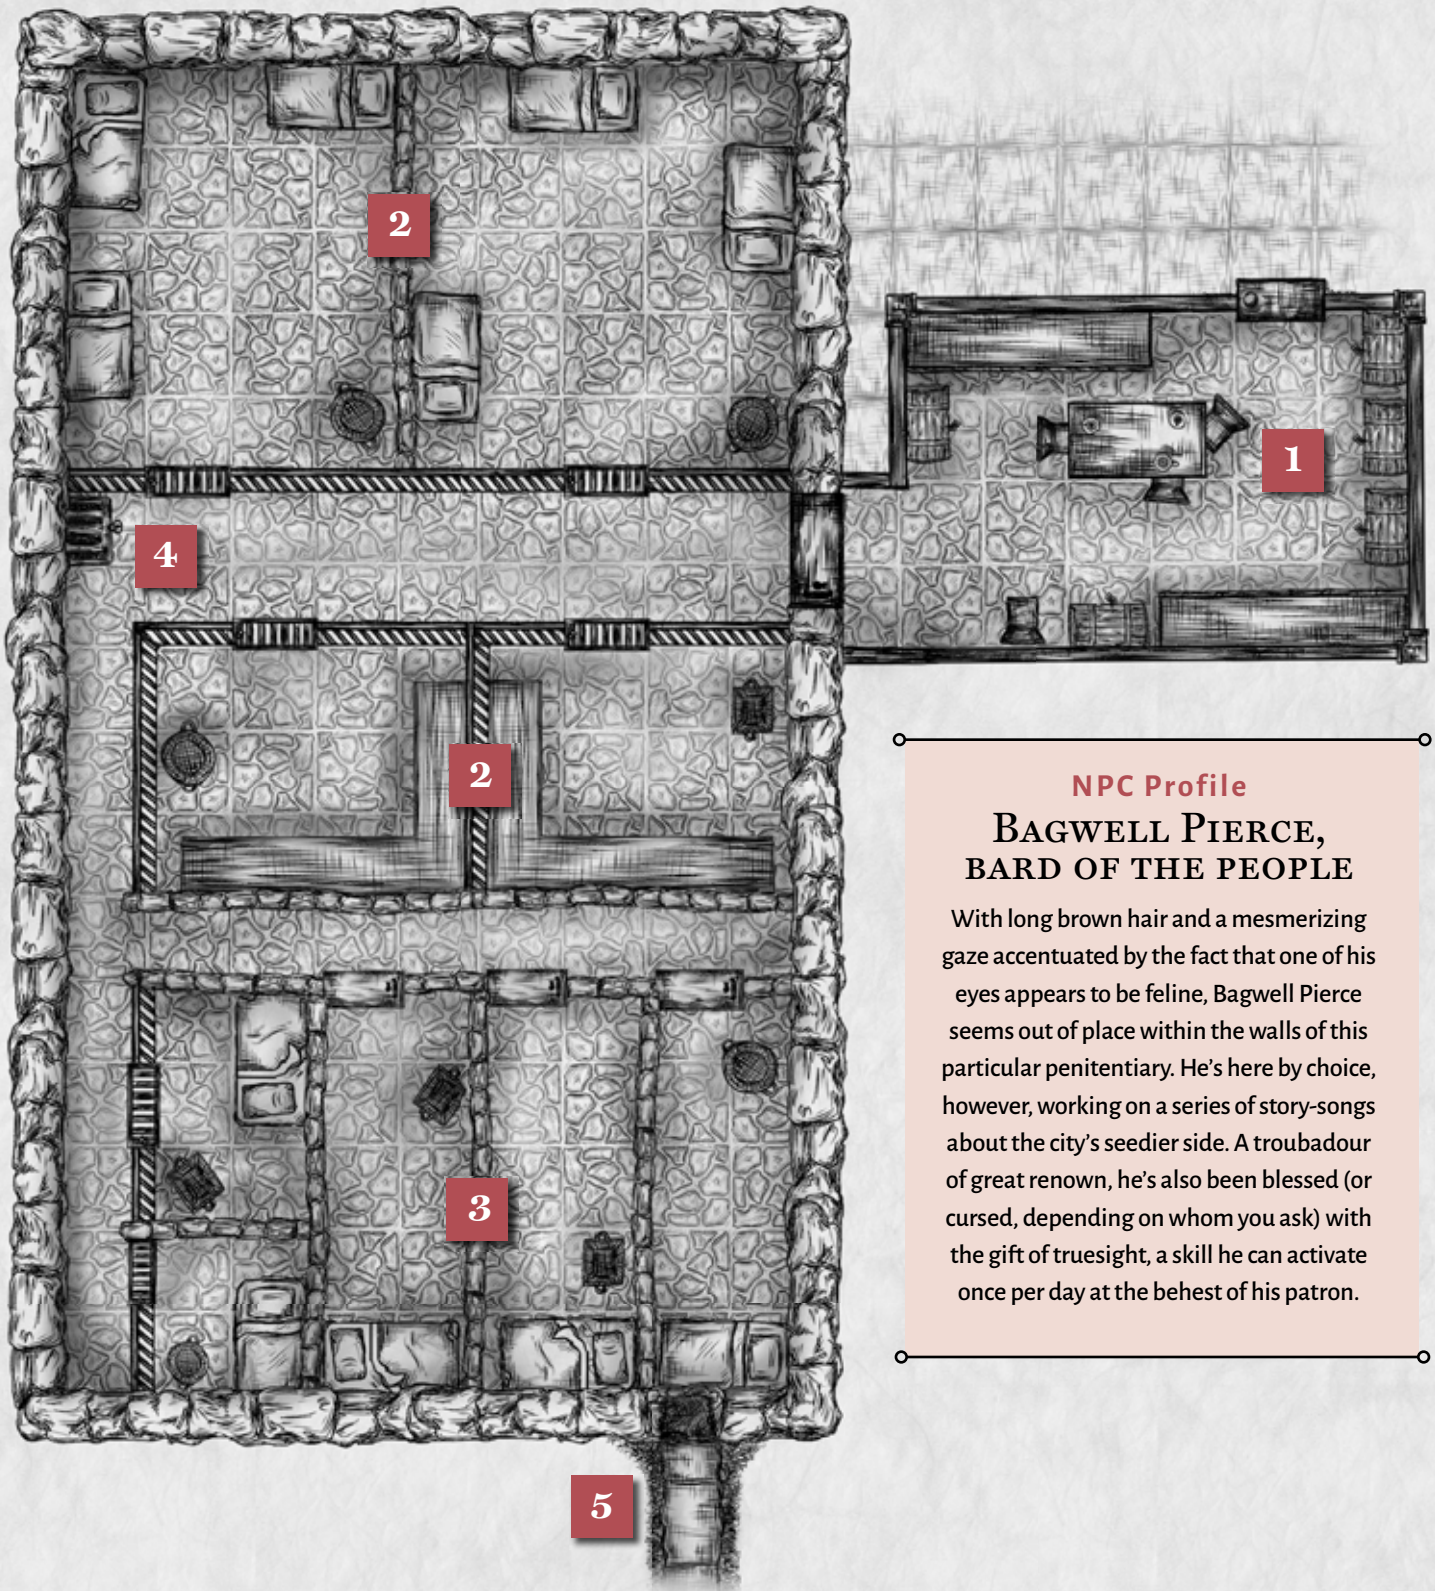 2
1
4
2
NPC Profile
Bagwell Pierce,
bard of the people
With long brown hair and a mesmerizing
gaze accentuated by the fact that one of his
eyes appears to be feline, Bagwell Pierce
seems out of place within the walls of this
particular penitentiary. He’s here by choice,
however, working on a series of story-songs
about the city’s seedier side. A troubadour
of great renown, he’s also been blessed (or
cursed, depending on whom you ask) with
the gift of truesight, a skill he can activate
once per day at the behest of his patron.
3
5